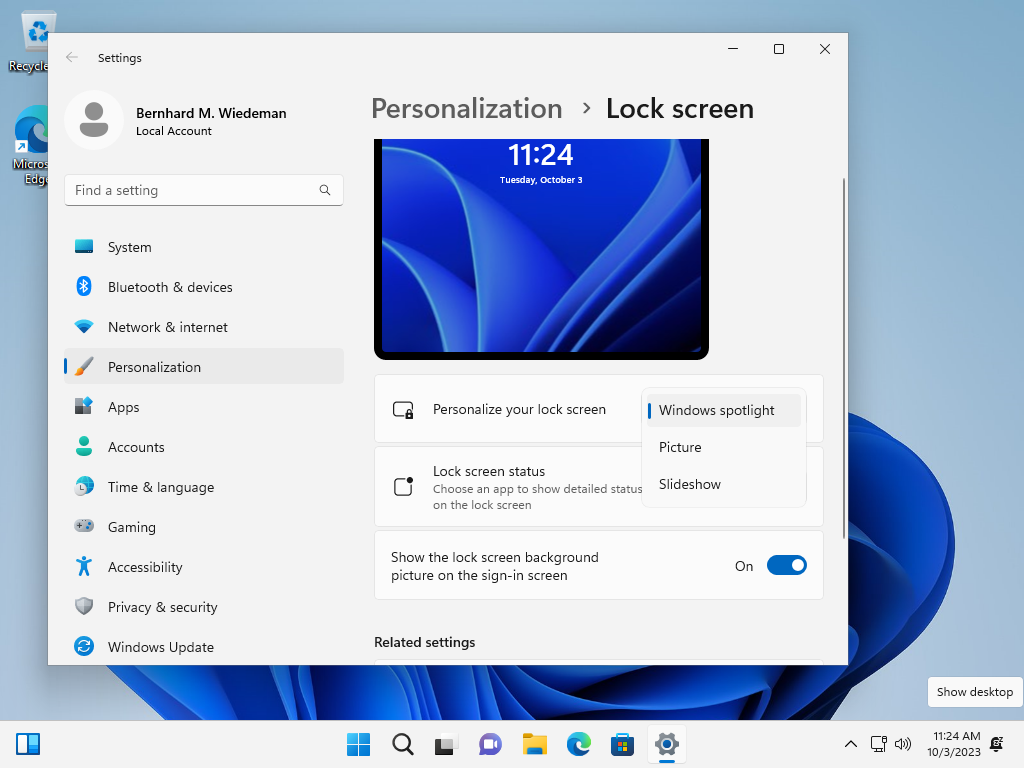 Recycle
Micros
Edge
Settings
Bernhard M. Wiedeman
Local Account
Find a setting
System
Bluetooth & devices
Network & internet
Personalization
Apps
Accounts
Time & language
Gaming
Accessibility
Privacy & security
Windows Update
Personalization > Lock screen
11:24
Tuesday, October 3
Personalize your lock screen
Windows spotlight
Picture
Slideshow
Lock screen status
Choose an app to show detailed status
on the lock screen
Show the lock screen background
picture on the sign-in screen
On
Related settings
Show desktop
11:24 AM
10/3/2023